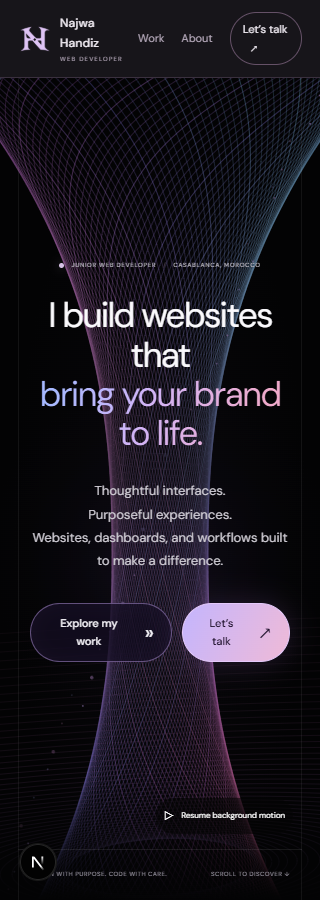 N Najwa
Handiz
WEB DEVELOPER
Work About
Let's talk
↗
JUNIOR WEB DEVELOPER CASABLANCA, MOROCCO
I build websites
that
bring your brand
to life.
Thoughtful interfaces.
Purposeful experiences.
Websites, dashboards, and workflows built
to make a difference.
Explore my
work »
Let's
talk ↗
Resume background motion
N
WITH PURPOSE, CODE WITH CARE.
SCROLL TO DISCOVER ↓